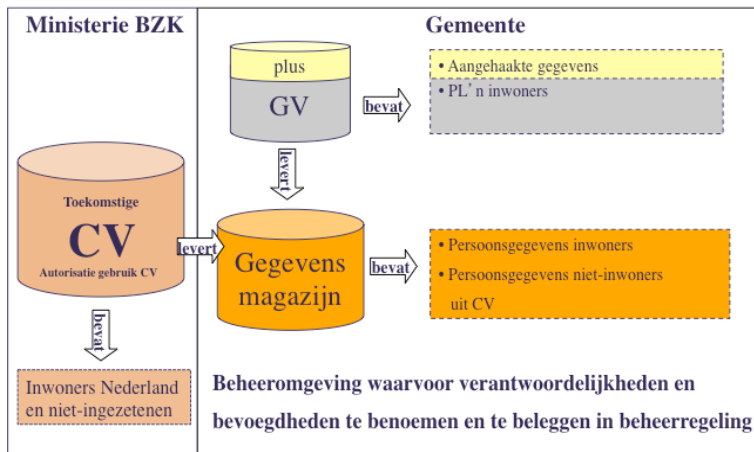 Ministerie BZK
Gemeente
plus
GV
bevat
• Aangehaakte gegevens
• PL'n inwoners
levert
Toekomstige
CV
Autorisatie gebruik CV
levert
Gegevens
magazijn
bevat
• Persoonsgegevens inwoners
• Persoonsgegevens niet-inwoners
uit CV
bevat
Inwoners Nederland
en niet-ingezetenen
Beheeromgeving waarvoor verantwoordelijkheden en
bevoegdheden te benoemen en te beleggen in beheerregeling